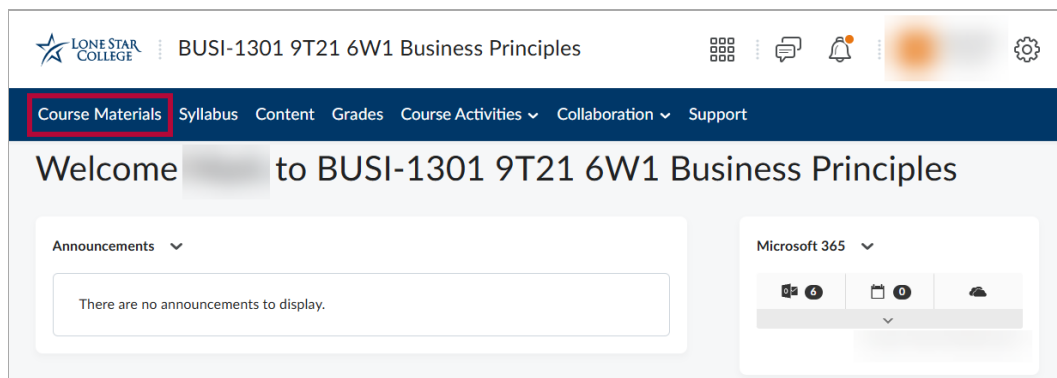 LONE STAR
COLLEGE
BUSI-1301 9T21 6W1 Business Principles
Course Materials Syllabus Content Grades Course Activities Collaboration Support
Welcome to BUSI-1301 9T21 6W1 Business Principles
Announcements
Microsoft 365
There are no announcements to display.
6 0